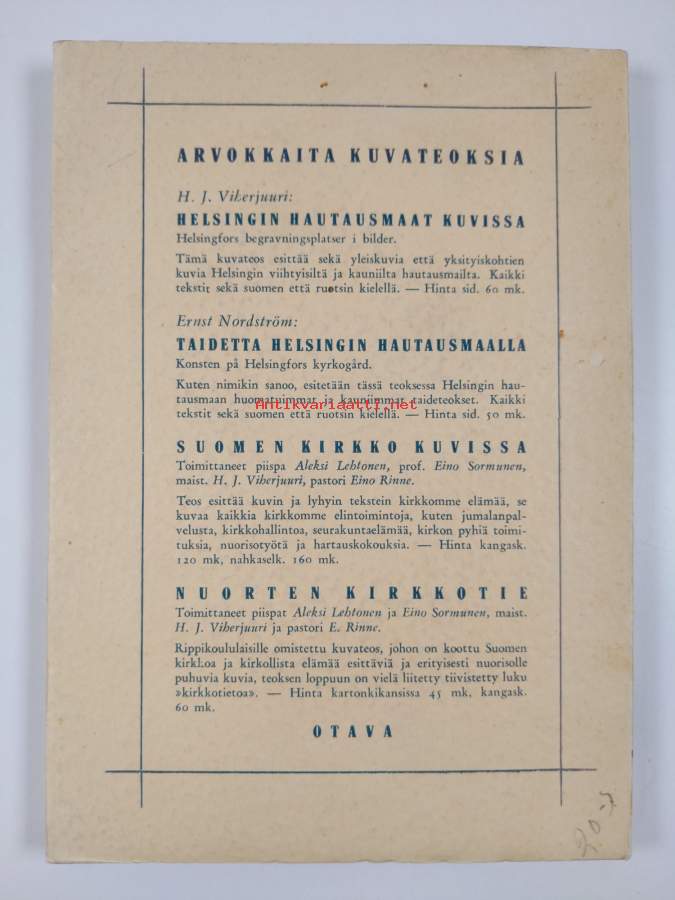 ARVOKKAITA KUVATEOKSIA
H. J. Viherjuuri:
HELSINGIN HAUTAUSMAAT KUVISSA
Helsingfors begravningsplatser i bilder.
Tämä kuvateos esittää sekä yleiskuvia että yksityiskohtien
kuvia Helsingin viihtyisiltä ja kauniilta hautausmailta. Kaikki
tekstit sekä suomen että ruotsin kielellä. — Hinta sid. 60 mk.
Ernst Nordström:
TAIDETTA HELSINGIN HAUTAUSMAALLA
Konsten på Helsingfors kyrkogård.
Kuten nimikin sanoo, esitetään tässä teoksessa Helsingin hau-
tausmaan huomatuimmat ja kauniimmat taideteokset. Kaikki
Antikvariaatti.net
tekstit sekä suomen että ruotsin kielellä. — Hinta sid. 50 mk.
SUOMEN KIRKKO KUVISSA
Toimittaneet piispa Aleksi Lehtonen, prof. Eino Sormunen,
maist. H. J. Viherjuuri, pastori Eino Rinne.
Teos esittää kuvin ja lyhyin tekstein kirkkomme elämää, se
kuvaa kaikkia kirkkomme elintoimintoja, kuten jumalanpal-
velusta, kirkkohallintoa, seurakuntaelämää, kirkon pyhiä toimi-
tuksia, nuorisotyötä ja hartauskokouksia. — Hinta kangask.
120 mk, nahkaselk. 160 mk.
NUORTEN KIRKKOTIE
Toimittaneet piispat Aleksi Lehtonen ja Eino Sormunen, maist.
H. J. Viherjuuri ja pastori E. Rinne.
Rippikoululaisille omistettu kuvateos, johon on koottu Suomen
kirkkoa ja kirkollista elämää esittäviä ja erityisesti nuorisolle
puhuvia kuvia, teoksen loppuun on vielä liitetty tiivistetty luku
»kirkkotietoa». — Hinta kartonkikansissa 45 mk, kangask.
60 mk.
OTAVA